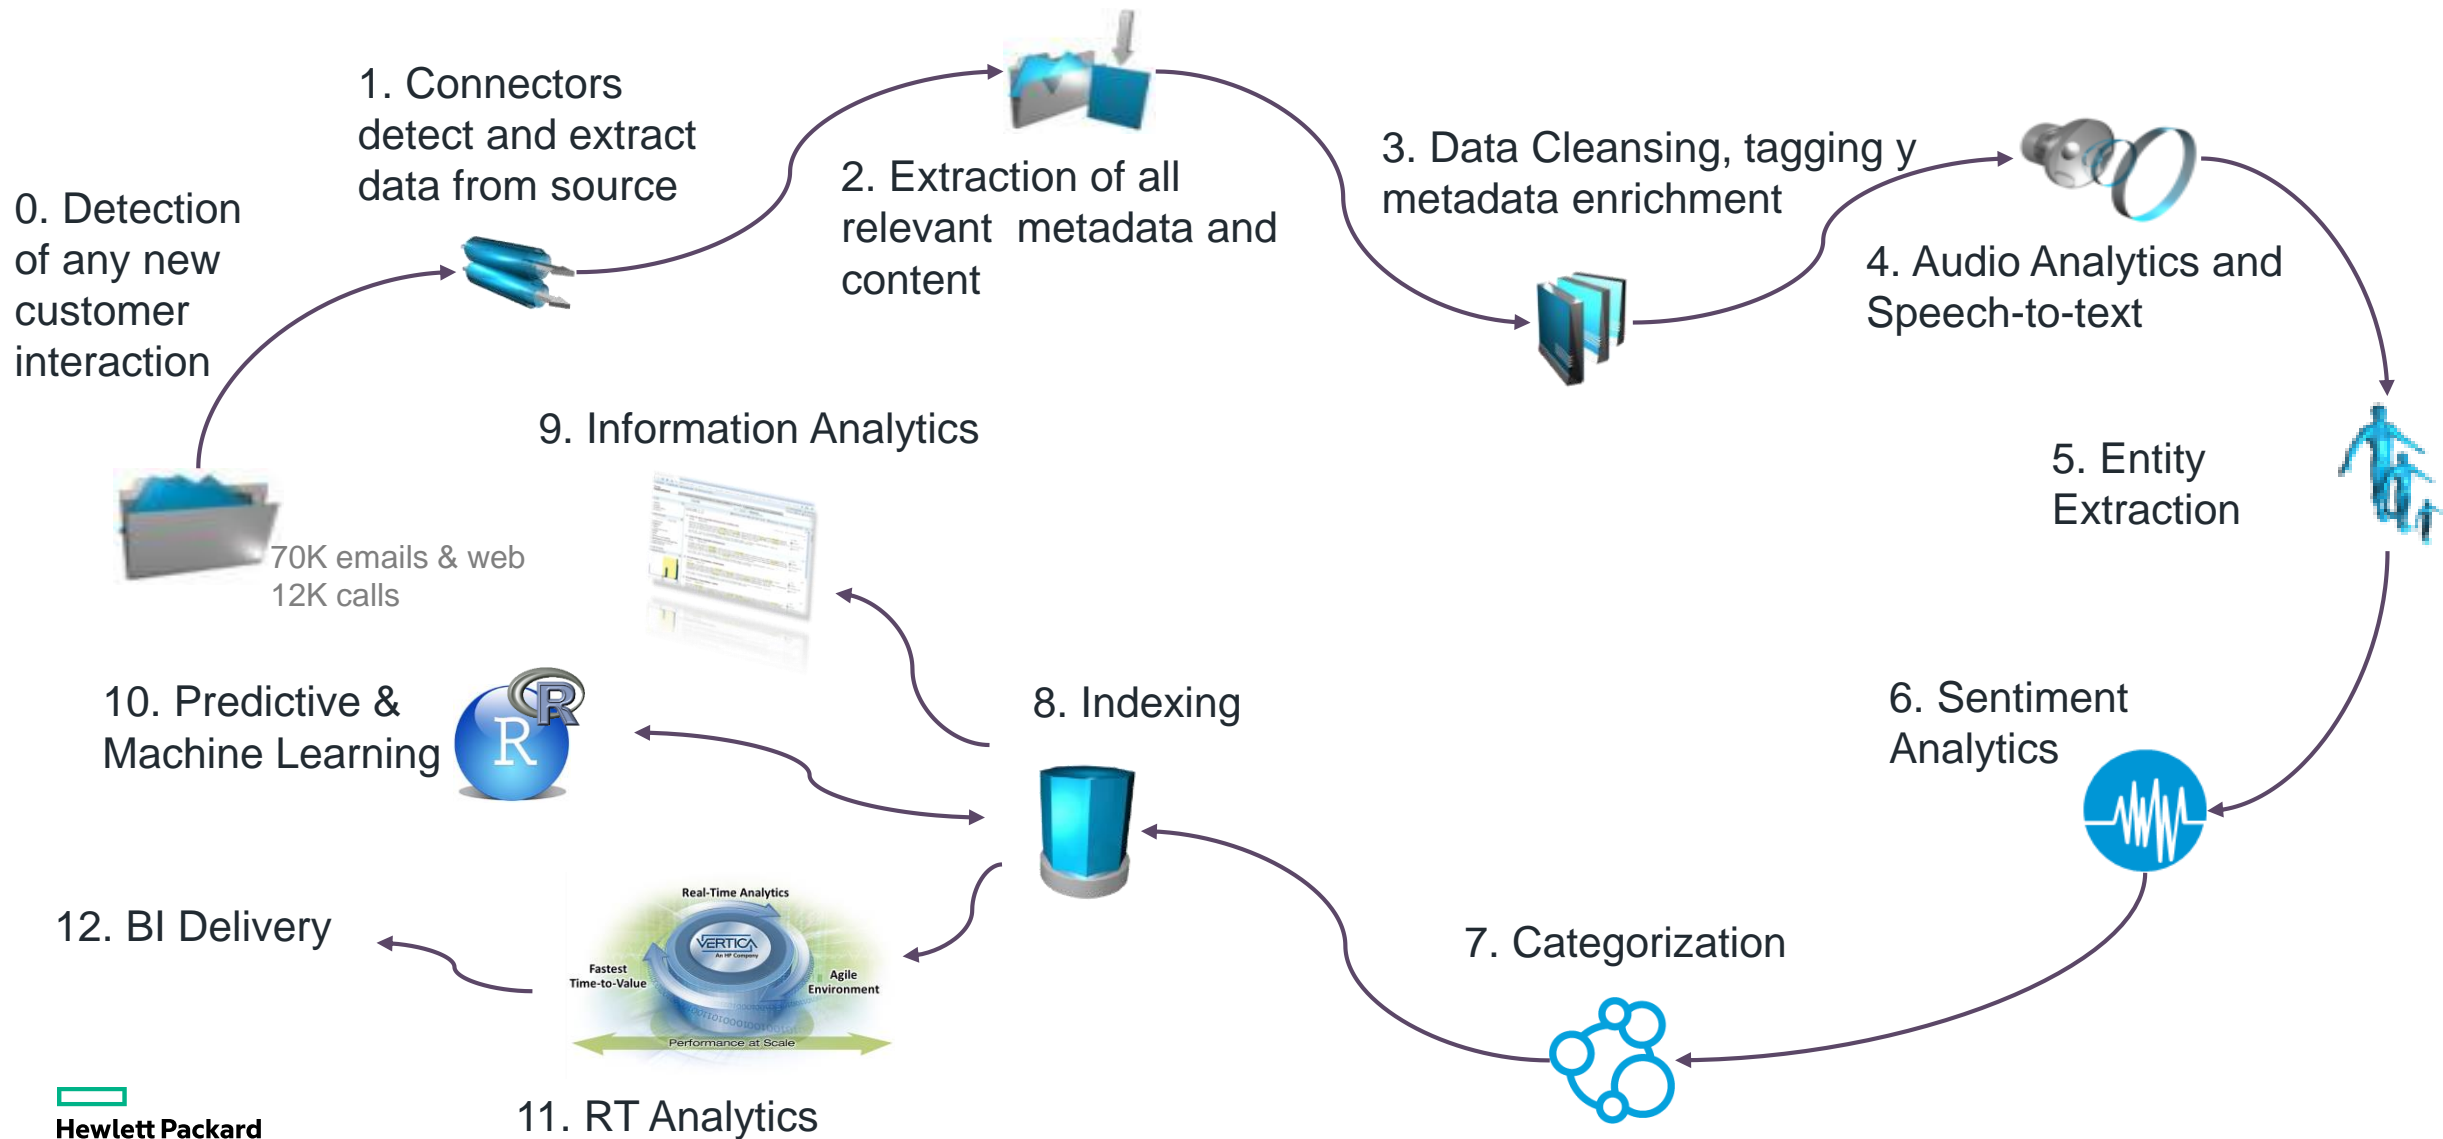 0. Detection
of any new
customer
interaction
70K emails & web
12K calls
1. Connectors
detect and extract
data from source
2. Extraction of all
relevant metadata and
content
3. Data Cleansing, tagging y
metadata enrichment
4. Audio Analytics and
Speech-to-text
5. Entity
Extraction
6. Sentiment
Analytics
7. Categorization
8. Indexing
9. Information Analytics
10. Predictive &
Machine Learning
R
R
11. RT Analytics
Real-Time Analytics
VERTICA
An HP Company
Fastest
Time-to-Value
Agile
Environment
Performance at Scale
12. BI Delivery
Hewlett Packard